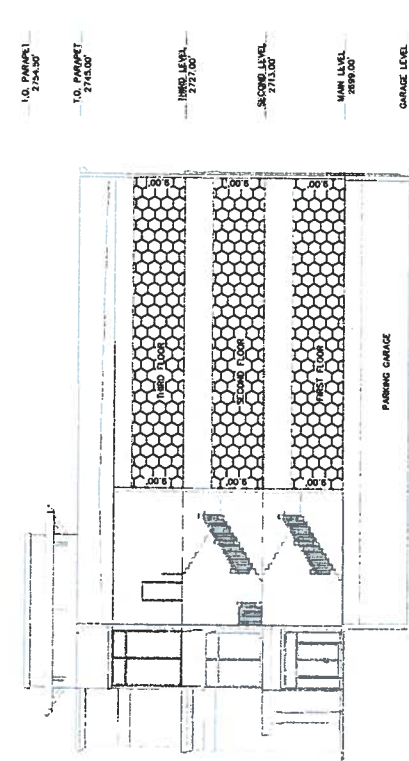 T.O. PARAPET
2754.50'
T.O. PARAPET
2745.00'
THIRD LEVEL
2727.00'
SECOND LEVEL
2713.00'
MAIN LEVEL
2699.00'
GARAGE LEVEL
9.00'
THIRD FLOOR
9.00'
9.00'
SECOND FLOOR
9.00'
9.00'
FIRST FLOOR
9.00'
PARKING GARAGE